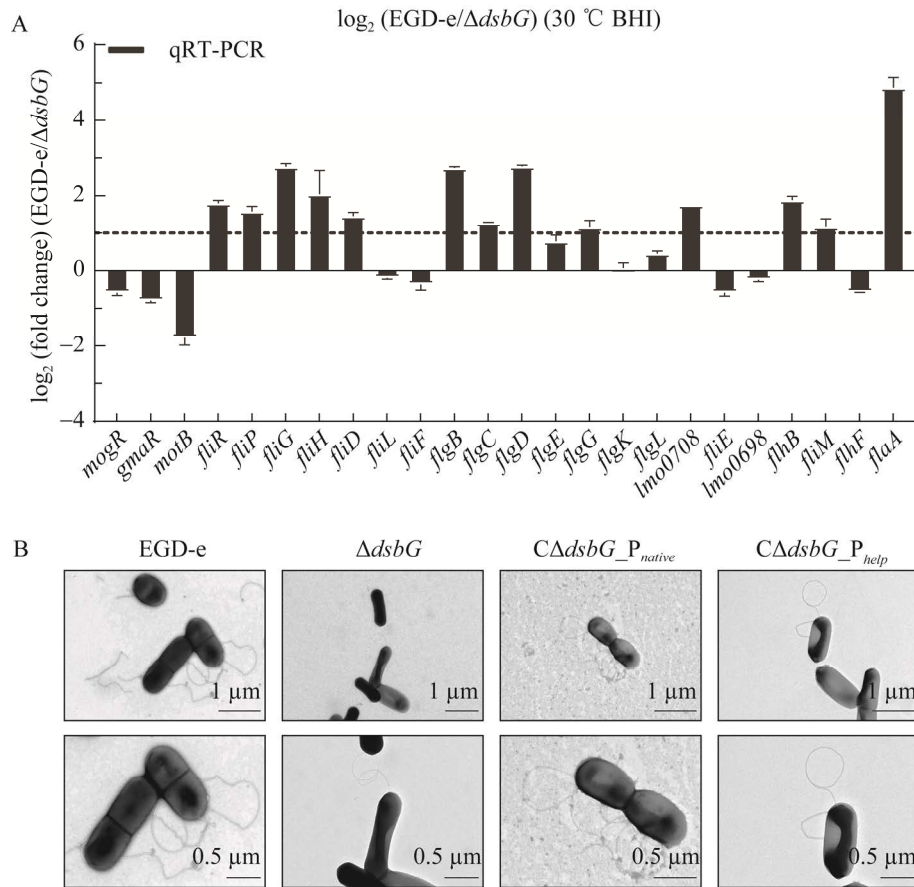 A
log₂ (EGD-e/ΔdsbG) (30 ℃ BHI)
qRT-PCR
log₂ (fold change) (EGD-e/ΔdsbG)
6
4
2
0
−2
−4
mogR gmaR motB fliR fliP fliG fliH fliD fliL fliF flgB flgC flgD flgE flgG flgK flgL lmo0708 fliE lmo0698 flhB fliM flhF flaA
B
EGD-e ΔdsbG CΔdsbG_Pnative CΔdsbG_Phelp
1 μm 1 μm 1 μm 1 μm
0.5 μm 0.5 μm 0.5 μm 0.5 μm